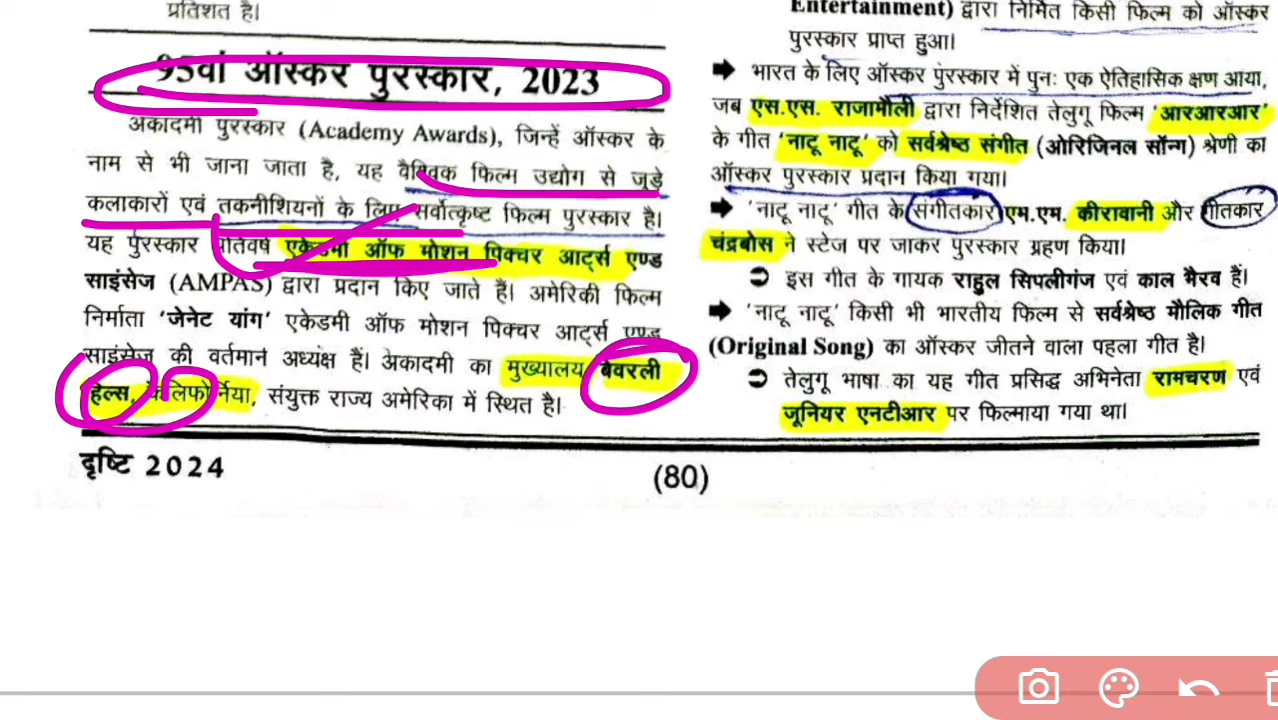 प्रतिशत है।
95वां ऑस्कर पुरस्कार, 2023
अकादमी पुरस्कार (Academy Awards), जिन्हें ऑस्कर के
नाम से भी जाना जाता है, यह वैश्विक फिल्म उद्योग से जुड़े
कलाकारों एवं तकनीशियनों के लिए सर्वोत्कृष्ट फिल्म पुरस्कार है।
यह पुरस्कार प्रतिवर्ष एकेडमी ऑफ मोशन पिक्चर आर्ट्स एण्ड
साइंसेज (AMPAS) द्वारा प्रदान किए जाते हैं। अमेरिकी फिल्म
निर्माता 'जेनेट यांग' एकेडमी ऑफ मोशन पिक्चर आर्ट्स एण्ड
साइंसेज की वर्तमान अध्यक्ष हैं। अकादमी का मुख्यालय बेवरली
हिल्स, कैलिफोर्निया, संयुक्त राज्य अमेरिका में स्थित है।
Entertainment) द्वारा निर्मित किसी फिल्म को ऑस्कर
पुरस्कार प्राप्त हुआ।
➡ भारत के लिए ऑस्कर पुरस्कार में पुनः एक ऐतिहासिक क्षण आया,
जब एस.एस. राजामौली द्वारा निर्देशित तेलुगू फिल्म 'आरआरआर'
के गीत 'नाटू नाटू' को सर्वश्रेष्ठ संगीत (ओरिजिनल सॉन्ग) श्रेणी का
ऑस्कर पुरस्कार प्रदान किया गया।
➡ 'नाटू नाटू' गीत के संगीतकार एम.एम. कीरावानी और गीतकार
चंद्रबोस ने स्टेज पर जाकर पुरस्कार ग्रहण किया।
➲ इस गीत के गायक राहुल सिपलीगंज एवं काल भैरव हैं।
➡ 'नाटू नाटू' किसी भी भारतीय फिल्म से सर्वश्रेष्ठ मौलिक गीत
(Original Song) का ऑस्कर जीतने वाला पहला गीत है।
➲ तेलुगू भाषा का यह गीत प्रसिद्ध अभिनेता रामचरण एवं
जूनियर एनटीआर पर फिल्माया गया था।
दृष्टि 2024
(80)